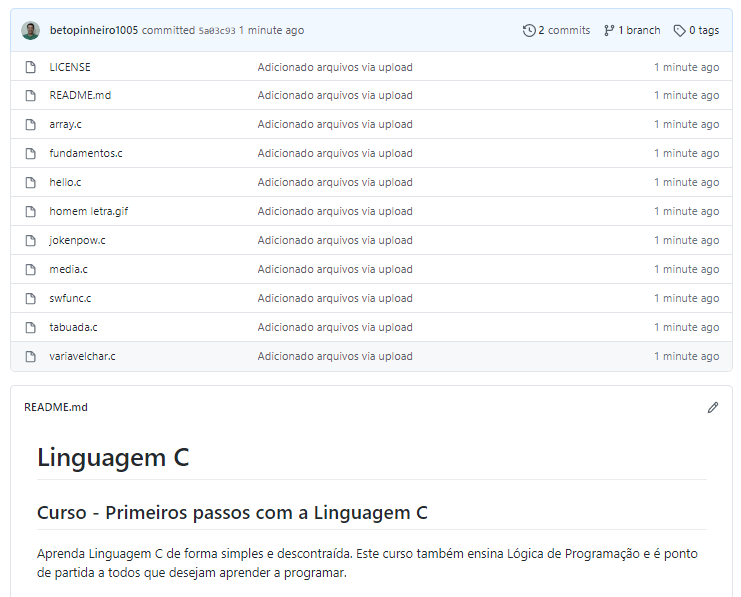 betopinheiro1005 committed 5a03c93 1 minute ago 2 commits 1 branch 0 tags
LICENSE Adicionado arquivos via upload 1 minute ago
README.md Adicionado arquivos via upload 1 minute ago
array.c Adicionado arquivos via upload 1 minute ago
fundamentos.c Adicionado arquivos via upload 1 minute ago
hello.c Adicionado arquivos via upload 1 minute ago
homem letra.gif Adicionado arquivos via upload 1 minute ago
jokenpow.c Adicionado arquivos via upload 1 minute ago
media.c Adicionado arquivos via upload 1 minute ago
swfunc.c Adicionado arquivos via upload 1 minute ago
tabuada.c Adicionado arquivos via upload 1 minute ago
variavelchar.c Adicionado arquivos via upload 1 minute ago
README.md
Linguagem C
Curso - Primeiros passos com a Linguagem C
Aprenda Linguagem C de forma simples e descontraída. Este curso também ensina Lógica de Programação e é ponto
de partida a todos que desejam aprender a programar.